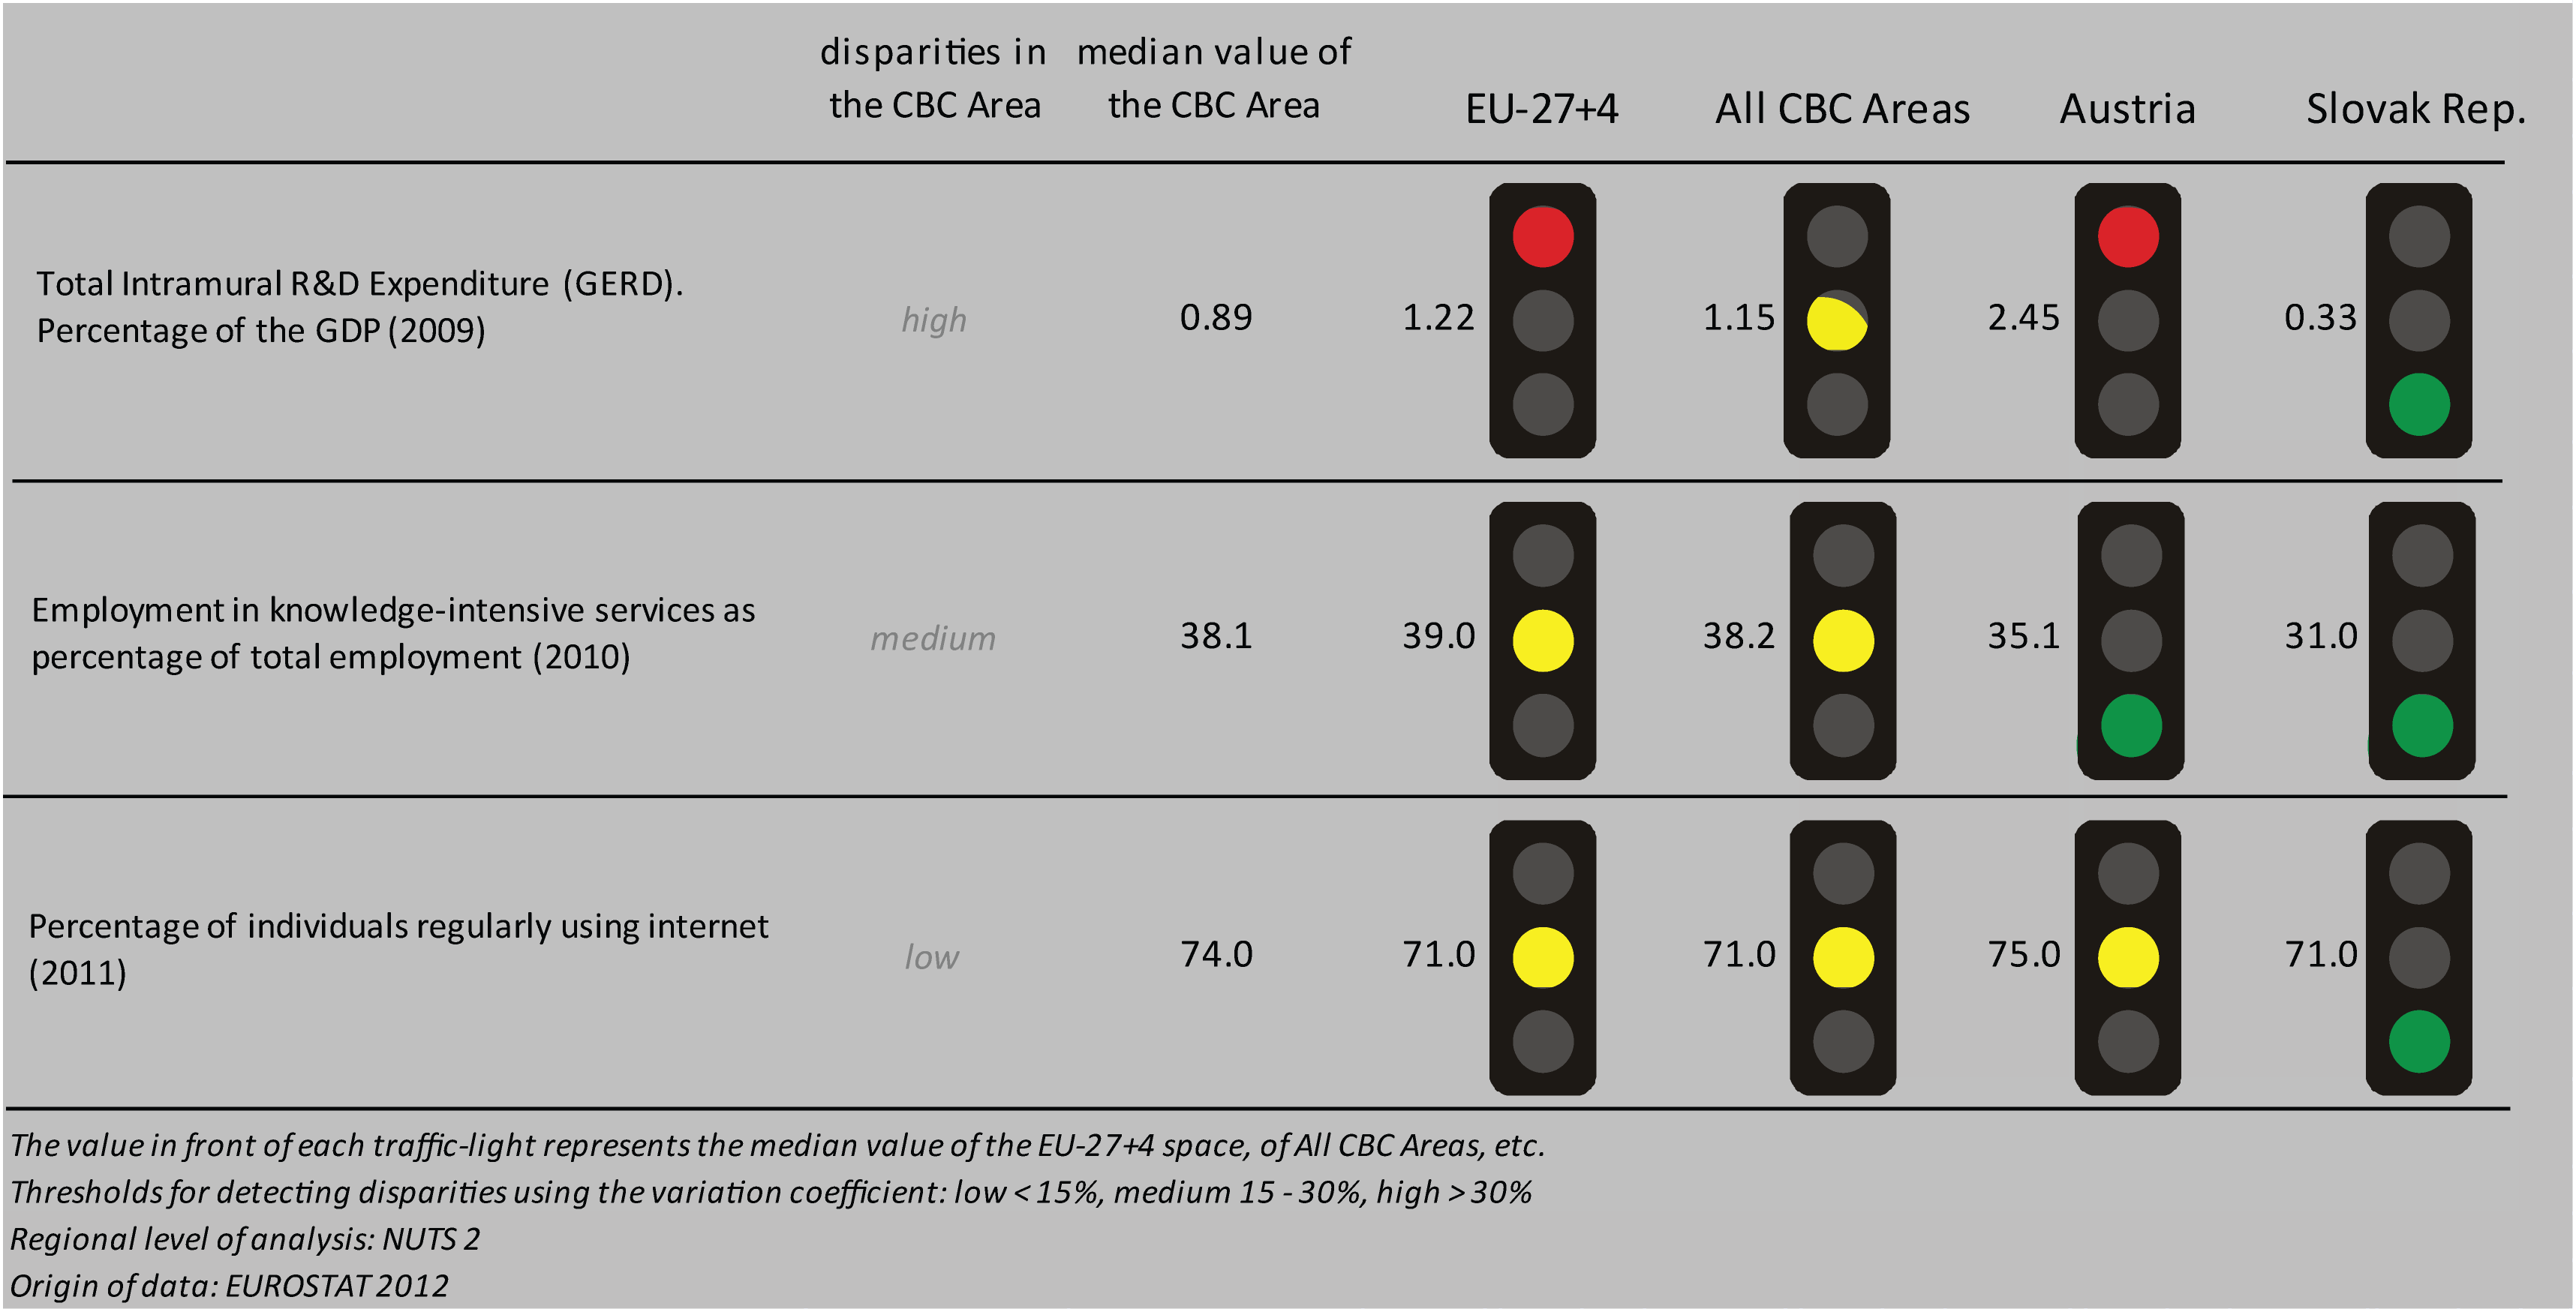 disparities in median value of
the CBC Area the CBC Area EU-27+4 All CBC Areas Austria Slovak Rep.
Total Intramural R&D Expenditure (GERD).
Percentage of the GDP (2009)
high 0.89 1.22 1.15 2.45 0.33
Employment in knowledge-intensive services as
percentage of total employment (2010)
medium 38.1 39.0 38.2 35.1 31.0
Percentage of individuals regularly using internet
(2011)
low 74.0 71.0 71.0 75.0 71.0
The value in front of each traffic-light represents the median value of the EU-27+4 space, of All CBC Areas, etc.
Thresholds for detecting disparities using the variation coefficient: low < 15%, medium 15 - 30%, high > 30%
Regional level of analysis: NUTS 2
Origin of data: EUROSTAT 2012